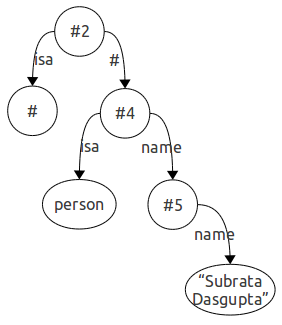 #2
isa
#
#
#4
isa
name
person
#5
name
“Subrata
Dasgupta”